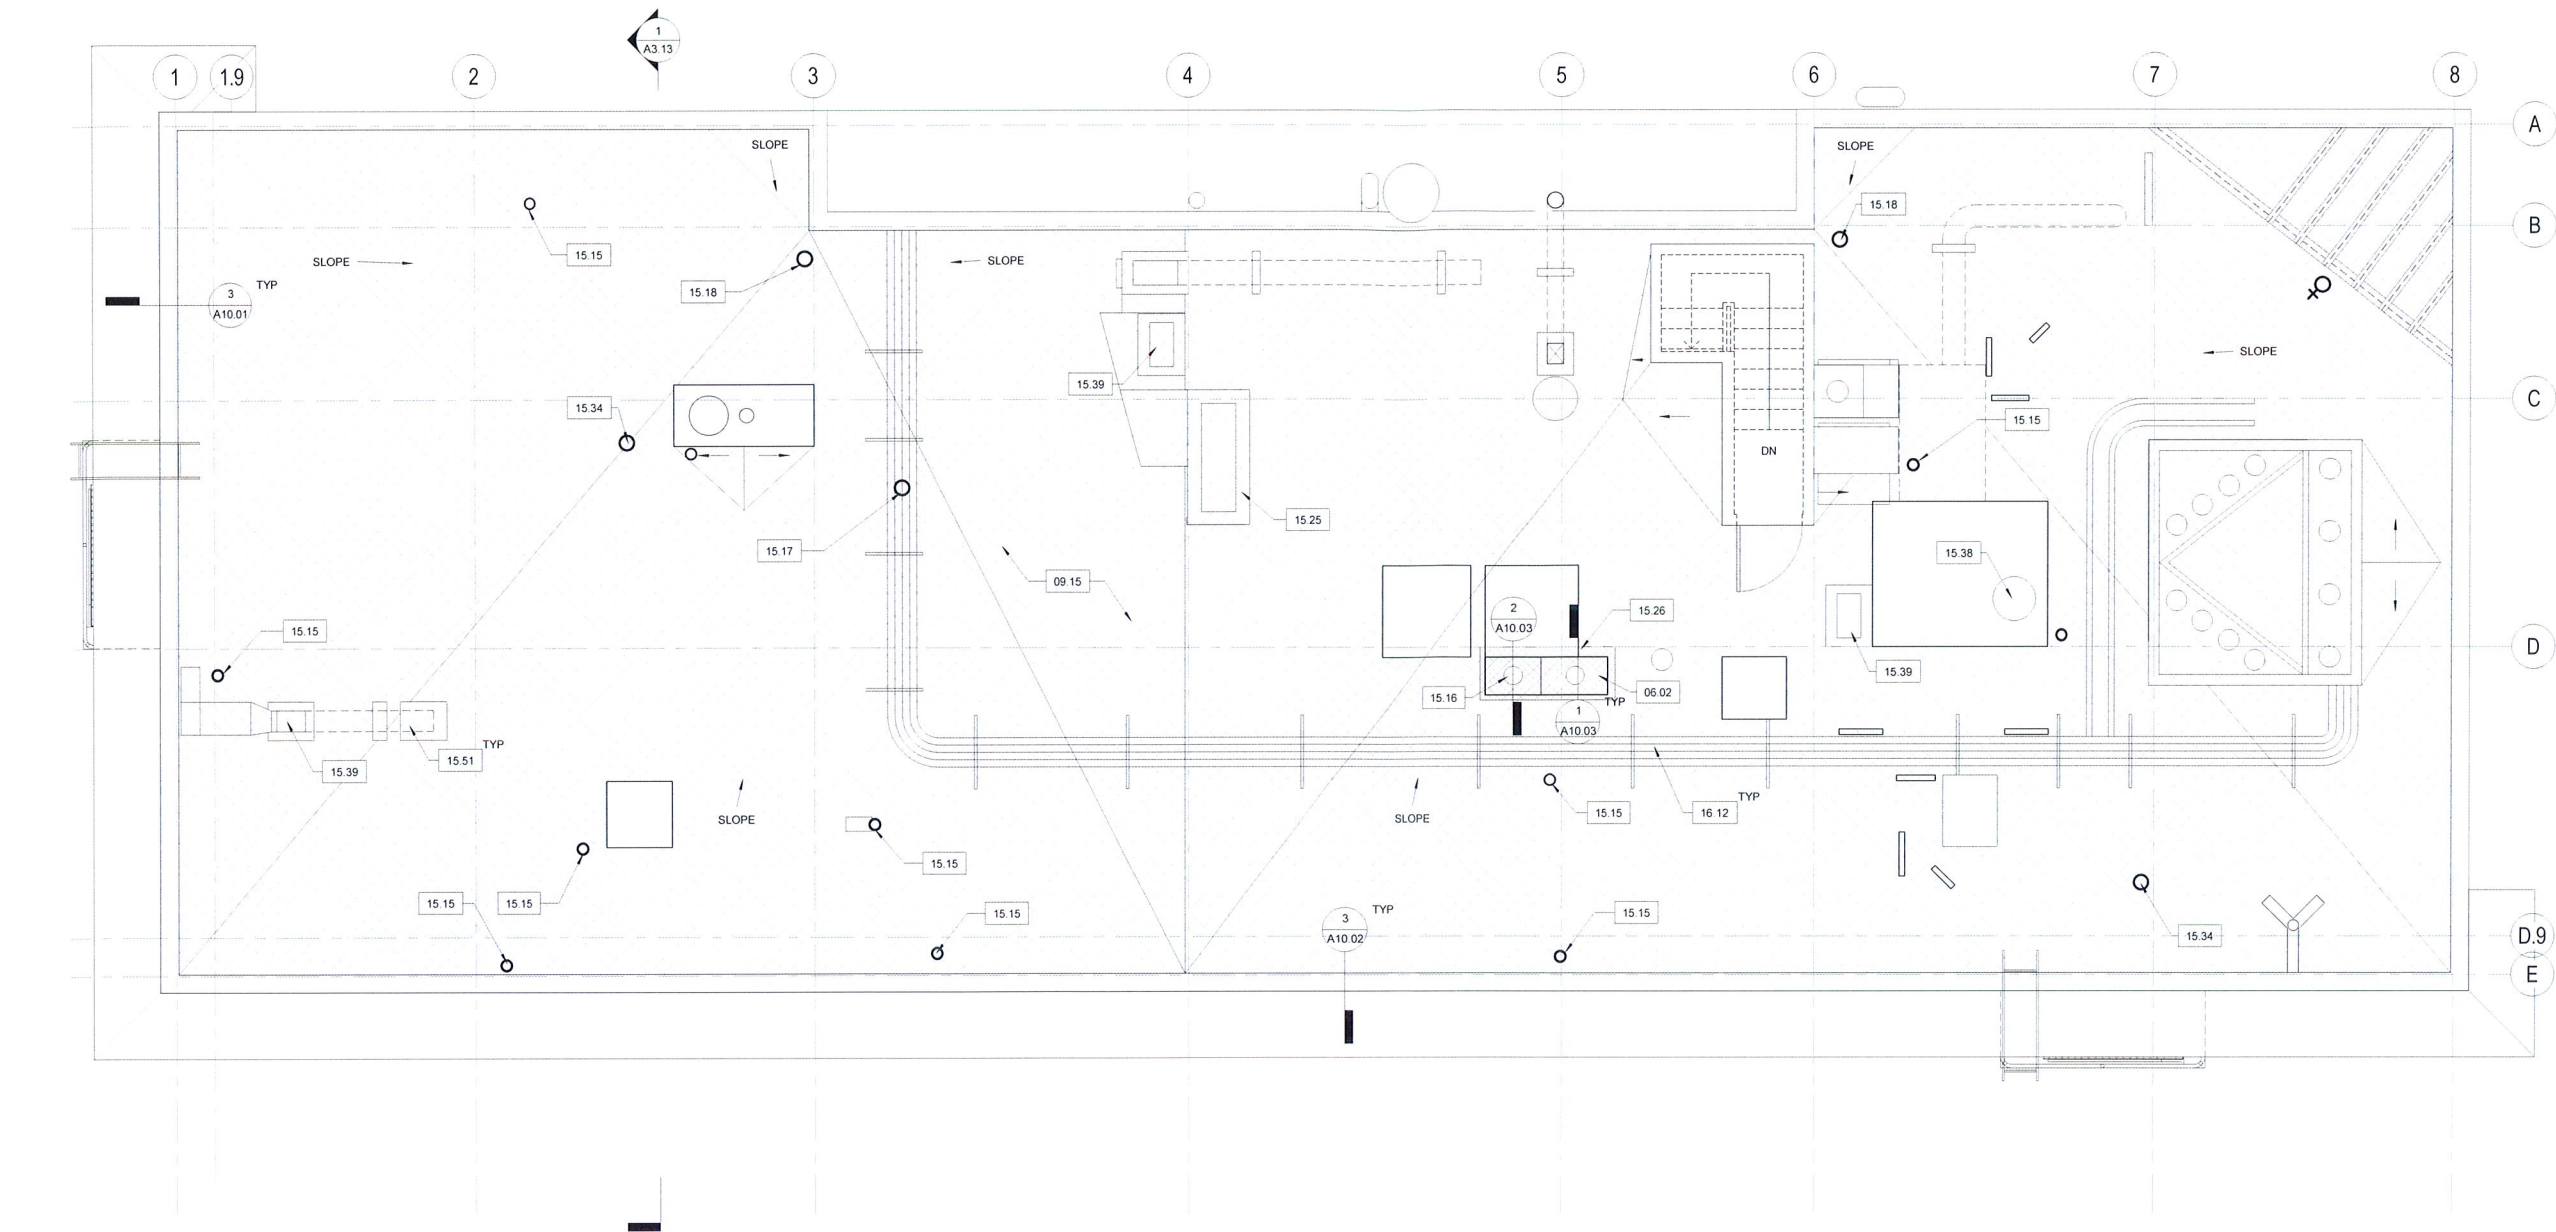 1
A3.13
1
1.9
2
3
4
5
6
7
8
A
SLOPE
SLOPE
15.18
B
15.15
SLOPE
SLOPE
15.18
3
A10.01
TYP
SLOPE
15.39
C
15.34
15.15
DN
15.25
15.17
15.38
09.15
2
A10.03
15.26
15.15
D
15.39
15.16
06.02
TYP
1
A10.03
TYP
15.51
15.39
TYP
16.12
15.15
SLOPE
SLOPE
15.15
15.15
15.15
15.15
15.15
3
A10.02
TYP
15.34
D.9
E